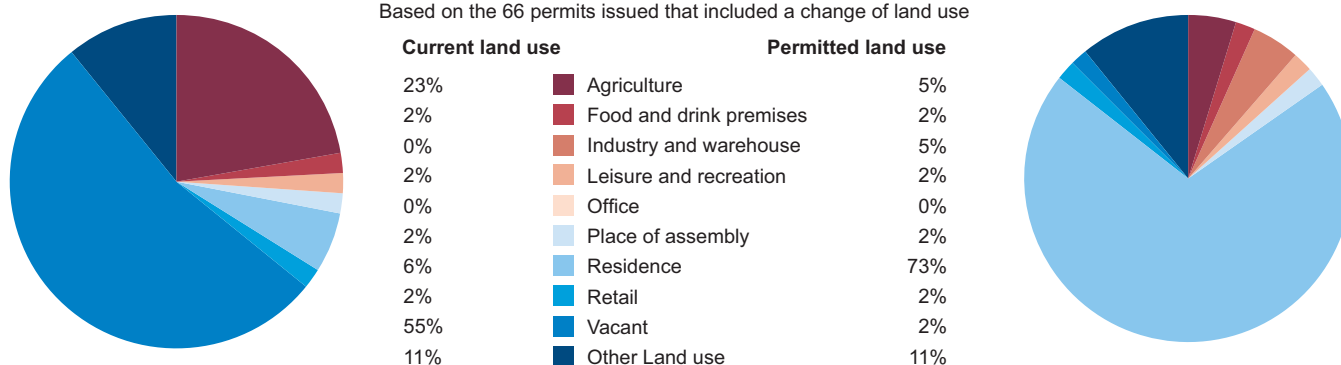 Based on the 66 permits issued that included a change of land use
Current land use Permitted land use
23% Agriculture 5%
2% Food and drink premises 2%
0% Industry and warehouse 5%
2% Leisure and recreation 2%
0% Office 0%
2% Place of assembly 2%
6% Residence 73%
2% Retail 2%
55% Vacant 2%
11% Other Land use 11%